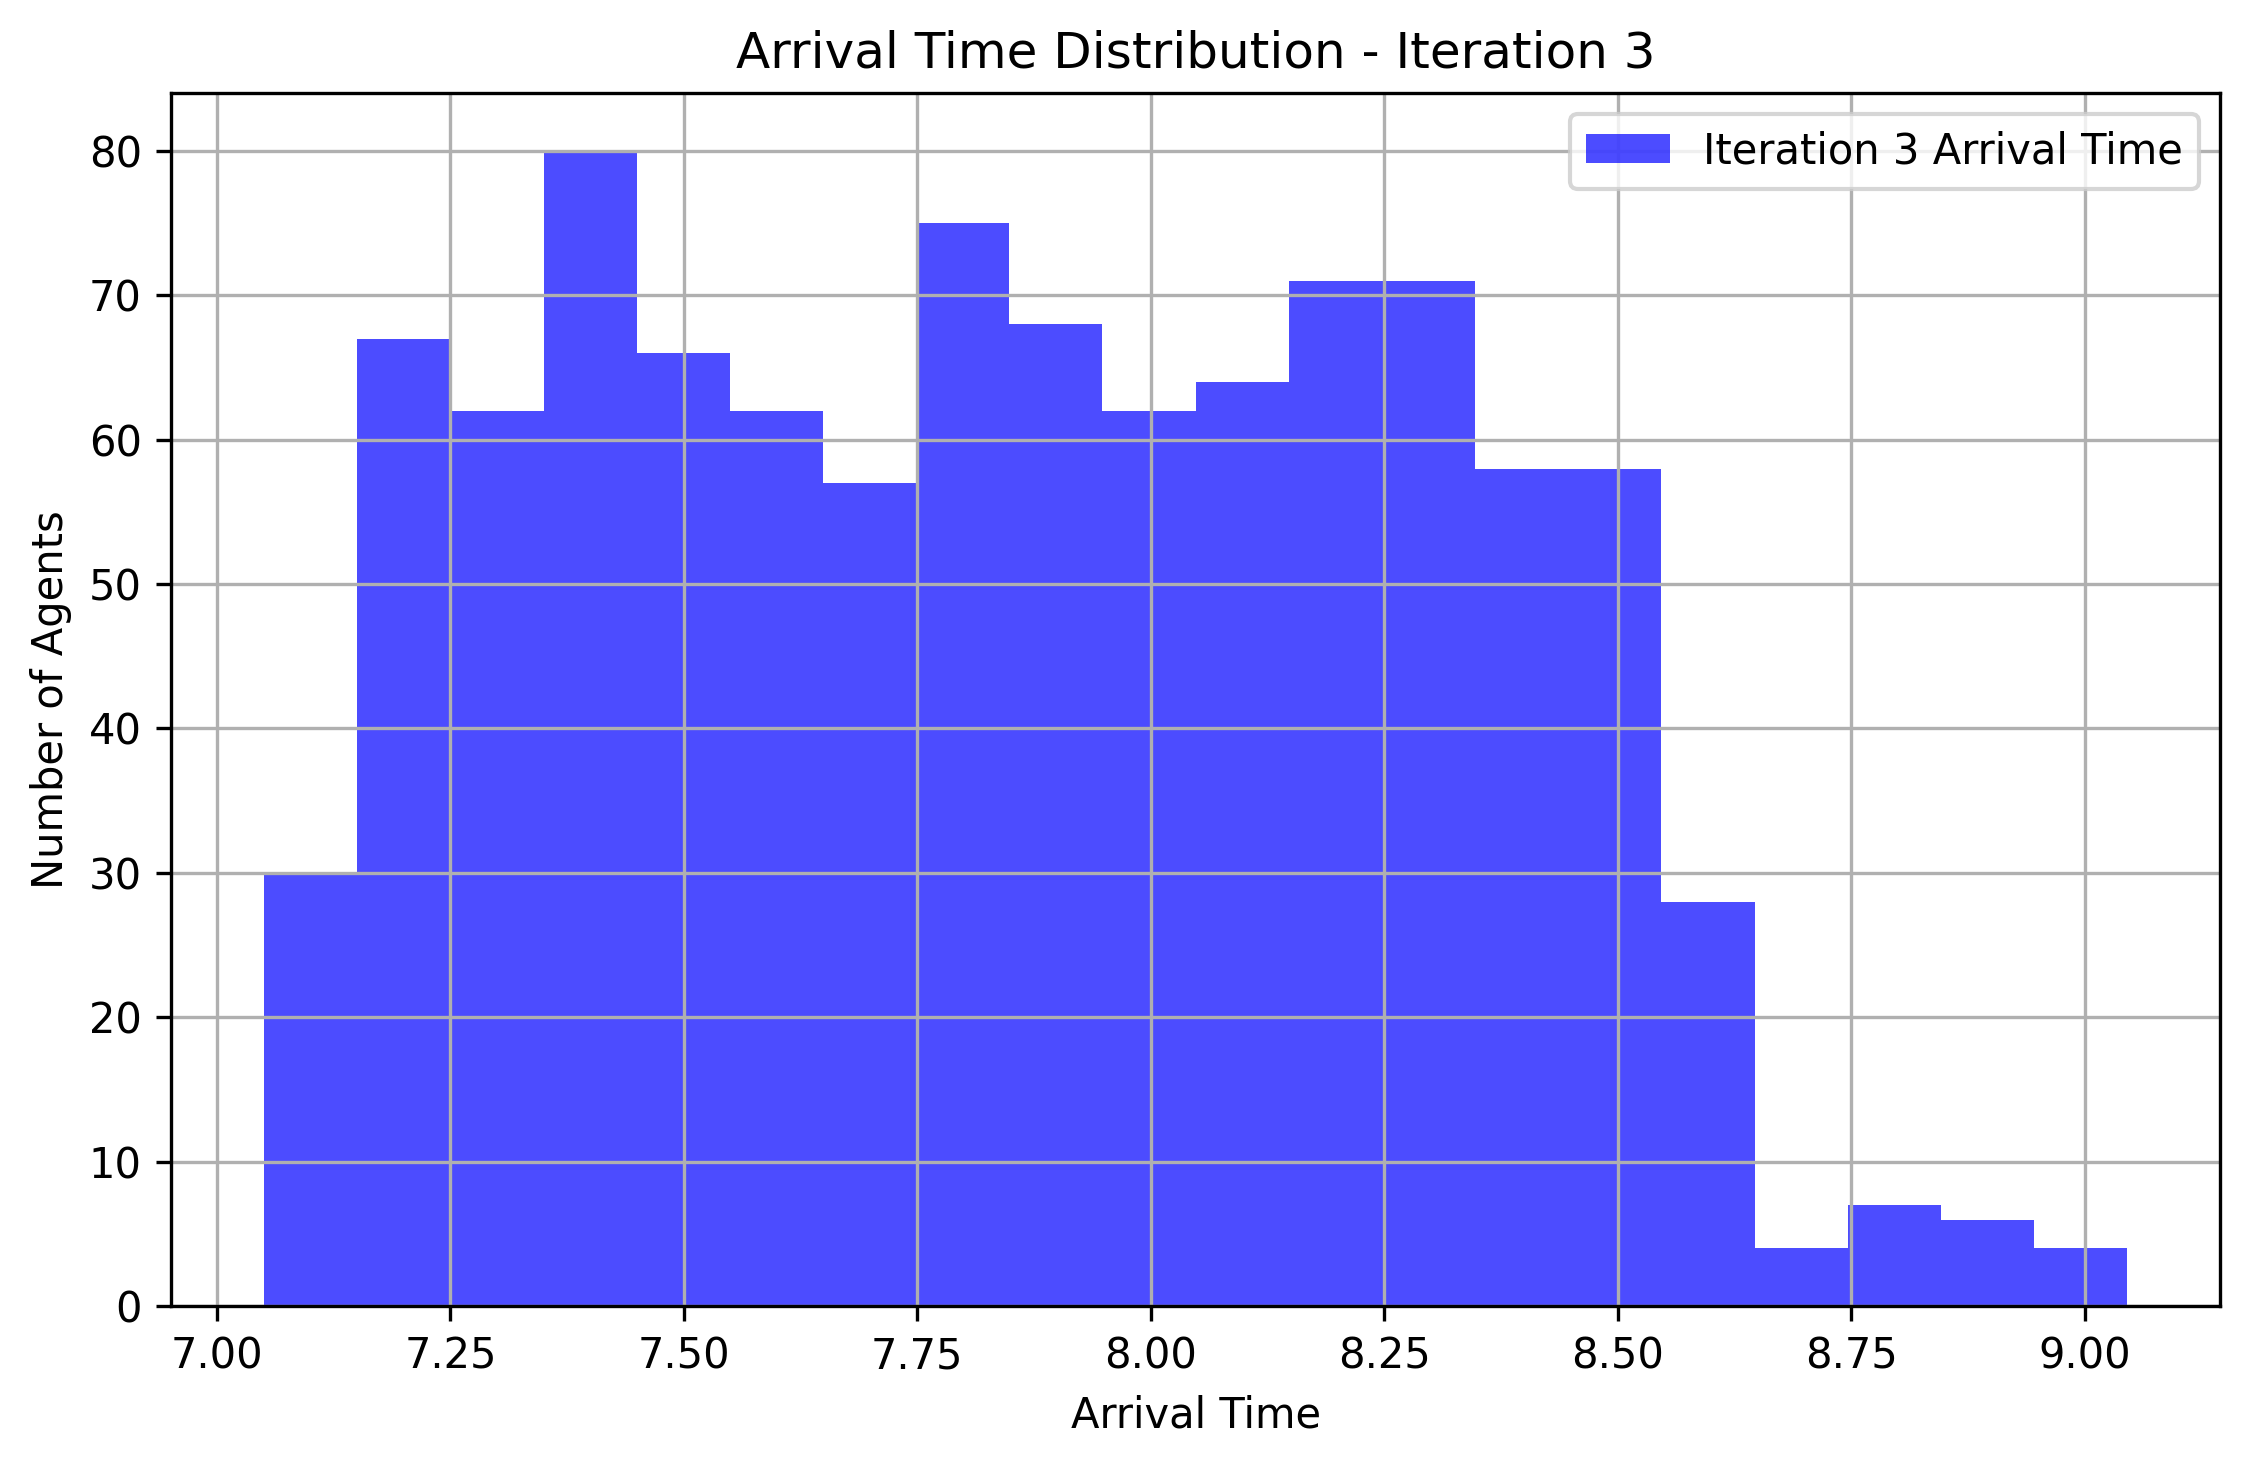 Arrival Time Distribution - Iteration 3
Iteration 3 Arrival Time
Number of Agents
80
70
60
50
40
30
20
10
0
7.00 7.25 7.50 7.75 8.00 8.25 8.50 8.75 9.00
Arrival Time